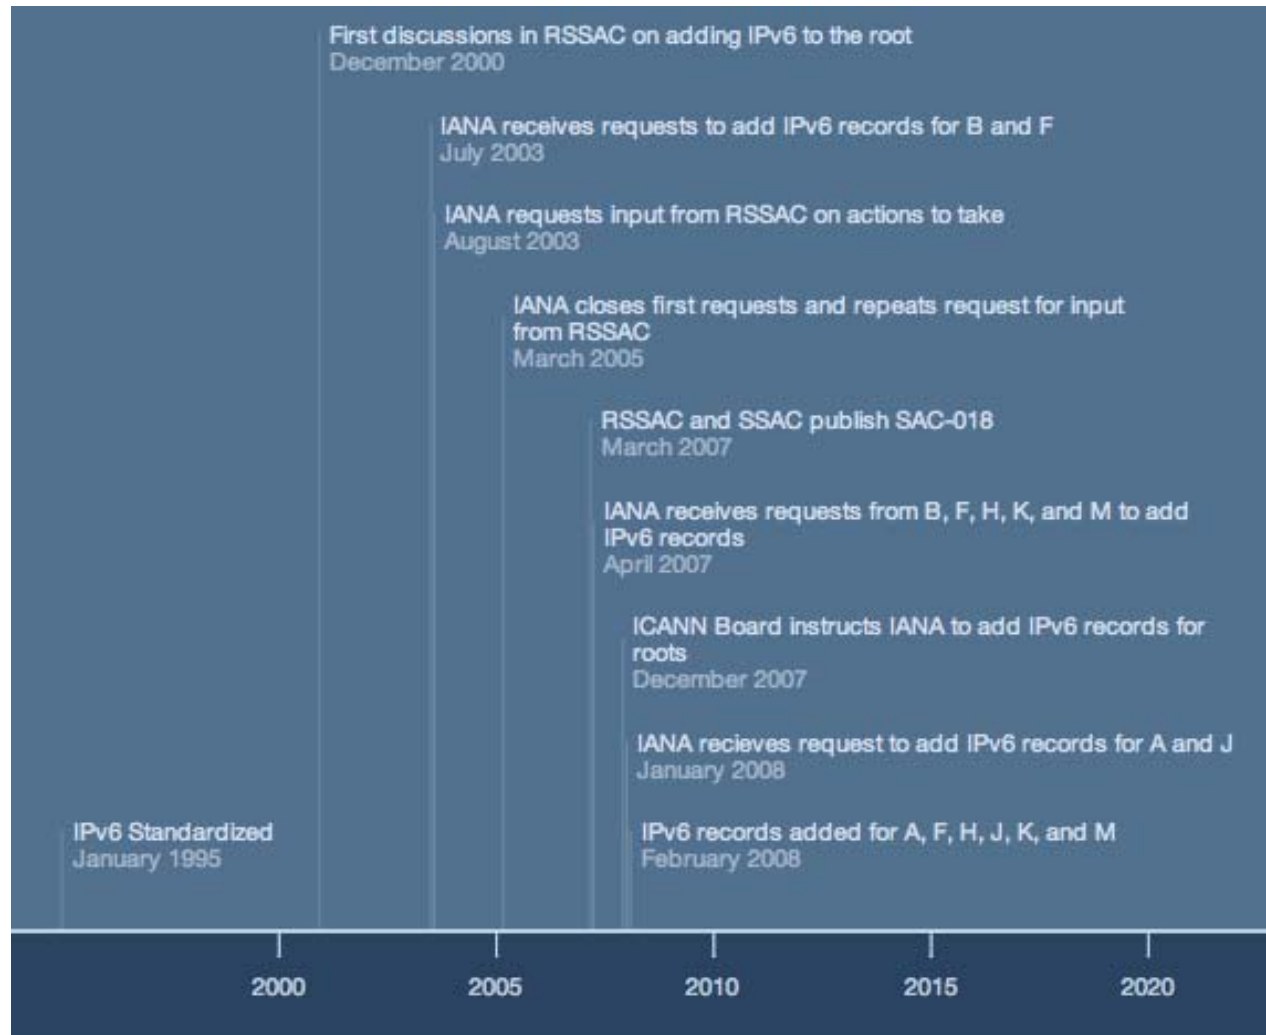 First discussions in RSSAC on adding IPv6 to the root
December 2000
IANA receives requests to add IPv6 records for B and F
July 2003
IANA requests input from RSSAC on actions to take
August 2003
IANA closes first requests and repeats request for input
from RSSAC
March 2005
RSSAC and SSAC publish SAC-018
March 2007
IANA receives requests from B, F, H, K, and M to add
IPv6 records
April 2007
ICANN Board instructs IANA to add IPv6 records for
roots
December 2007
IANA recieves request to add IPv6 records for A and J
January 2008
IPv6 Standardized
January 1995
IPv6 records added for A, F, H, J, K, and M
February 2008
2000 2005 2010 2015 2020